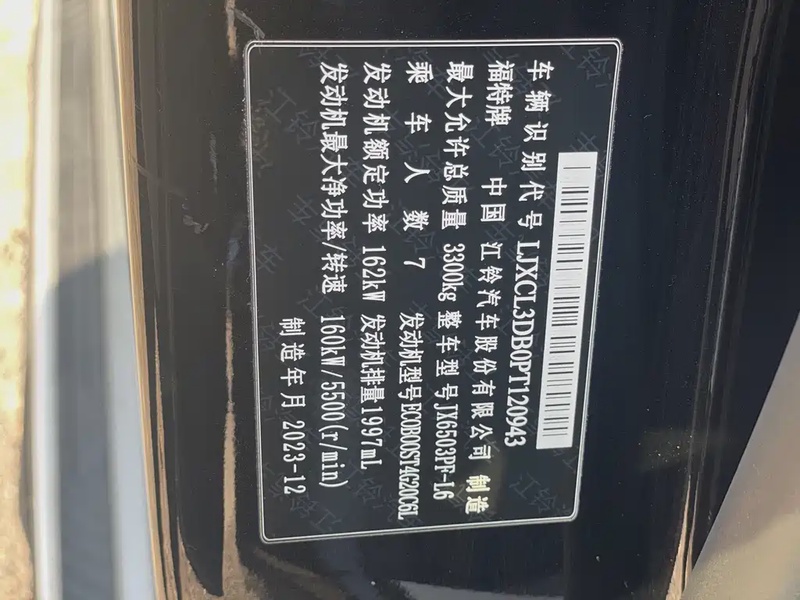 车辆识别代号 LJXCL3DB0PT120943
福特牌 中国 江铃汽车股份有限公司 制造
最大允许总质量 3300kg 整车型号 JX6503PF-L6
乘车人数 7 发动机型号 ECOBOOST4G20C6L
发动机额定功率 162kW 发动机排量 1997mL
发动机最大净功率/转速 160kW/5500(r/min)
制造年月 2023-12